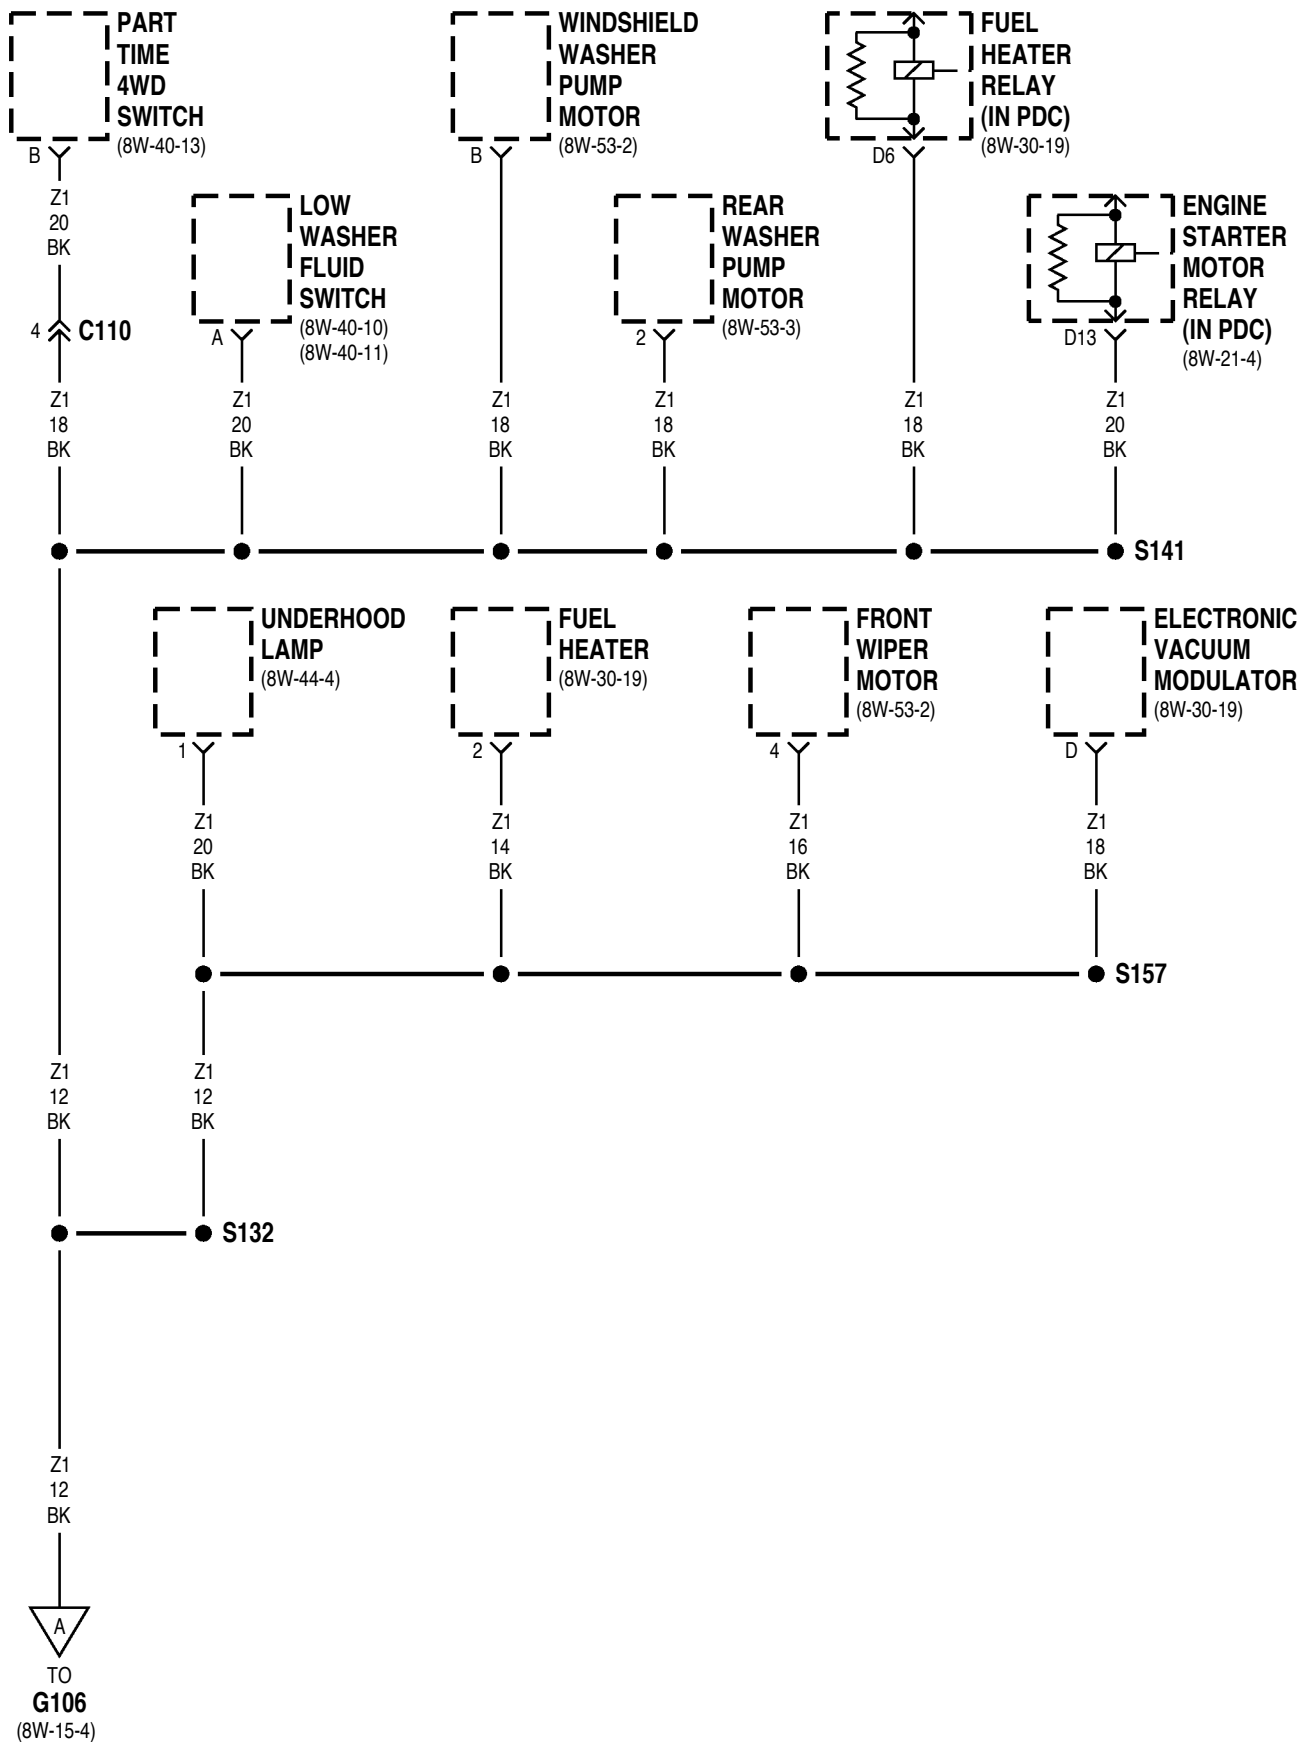 PART
TIME
4WD
SWITCH
(8W-40-13)
B
Z1
20
BK
4
C110
Z1
18
BK
LOW
WASHER
FLUID
SWITCH
(8W-40-10)
(8W-40-11)
A
Z1
20
BK
WINDSHIELD
WASHER
PUMP
MOTOR
(8W-53-2)
B
Z1
18
BK
REAR
WASHER
PUMP
MOTOR
(8W-53-3)
2
Z1
18
BK
FUEL
HEATER
RELAY
(IN PDC)
(8W-30-19)
D6
Z1
18
BK
ENGINE
STARTER
MOTOR
RELAY
(IN PDC)
(8W-21-4)
D13
Z1
20
BK
S141
UNDERHOOD
LAMP
(8W-44-4)
1
Z1
20
BK
FUEL
HEATER
(8W-30-19)
2
Z1
14
BK
FRONT
WIPER
MOTOR
(8W-53-2)
4
Z1
16
BK
ELECTRONIC
VACUUM
MODULATOR
(8W-30-19)
D
Z1
18
BK
S157
Z1
12
BK
Z1
12
BK
S132
Z1
12
BK
A
TO
G106
(8W-15-4)